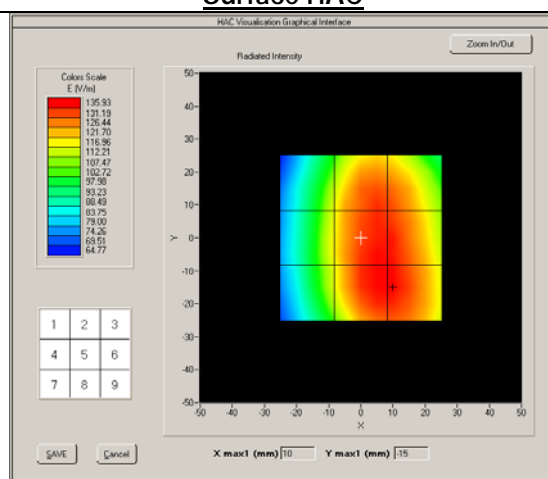 Surface HAC
HAC Visualisation Graphical Interface
Zoom In/Out
Radiated Intensity
Colors Scale
E (V/m)
135.93
131.19
126.44
121.70
116.96
112.21
107.47
102.72
97.98
93.23
88.49
83.75
79.00
74.26
69.51
64.77
50
40
30
20
10
Y
0
-10
-20
-30
-40
-50
-50 -40 -30 -20 -10 0 10 20 30 40 50
X
1 2 3
4 5 6
7 8 9
SAVE Cancel
X max1 (mm) 10 Y max1 (mm) -15